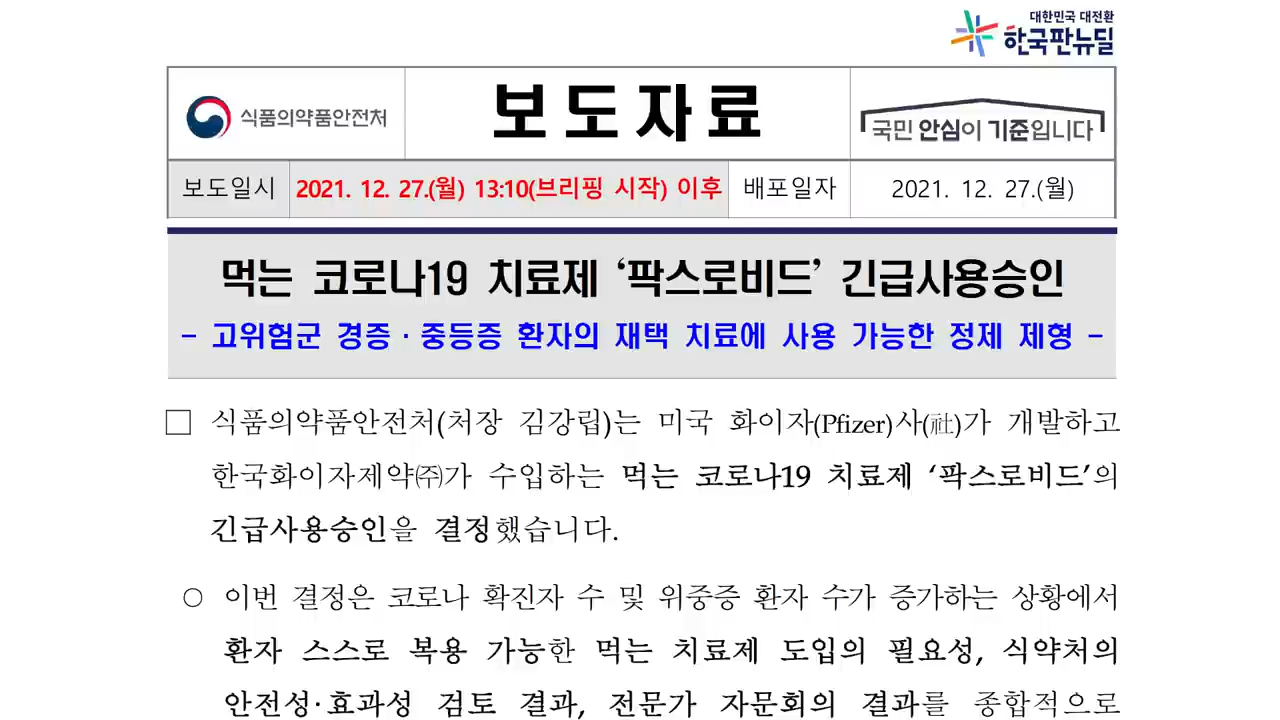 대한민국 대전환
한국판뉴딜
식품의약품안전처
보도자료
국민 안심이 기준입니다
보도일시 2021. 12. 27.(월) 13:10(브리핑 시작) 이후 배포일자 2021. 12. 27.(월)
먹는 코로나19 치료제 ‘팍스로비드’ 긴급사용승인
- 고위험군 경증·중등증 환자의 재택 치료에 사용 가능한 정제 제형 -
□ 식품의약품안전처(처장 김강립)는 미국 화이자(Pfizer)사(社)가 개발하고
한국화이자제약㈜가 수입하는 먹는 코로나19 치료제 ‘팍스로비드’의
긴급사용승인을 결정했습니다.
○ 이번 결정은 코로나 확진자 수 및 위중증 환자 수가 증가하는 상황에서
환자 스스로 복용 가능한 먹는 치료제 도입의 필요성, 식약처의
안전성·효과성 검토 결과, 전문가 자문회의 결과를 종합적으로